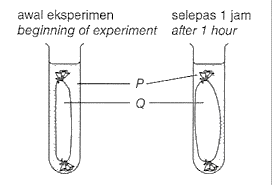 awal eksperimen
beginning of experiment
selepas 1 jam
after 1 hour
P
Q